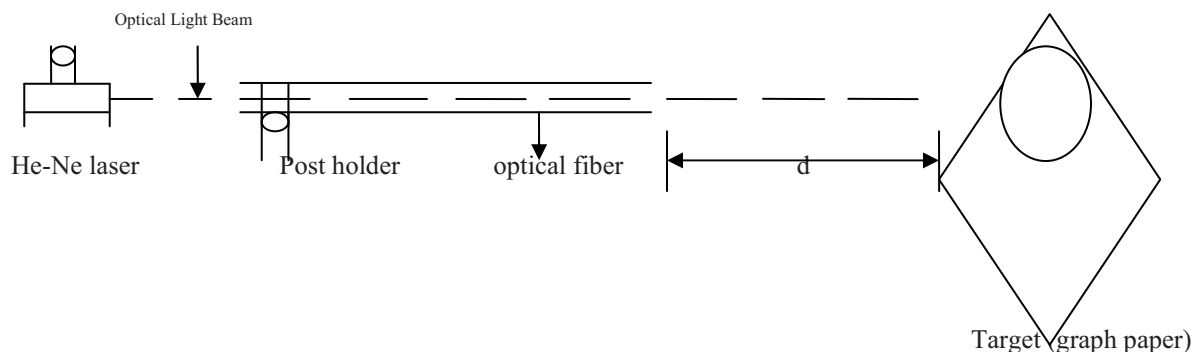 Optical Light Beam
He-Ne laser
Post holder
optical fiber
d
Target (graph paper)